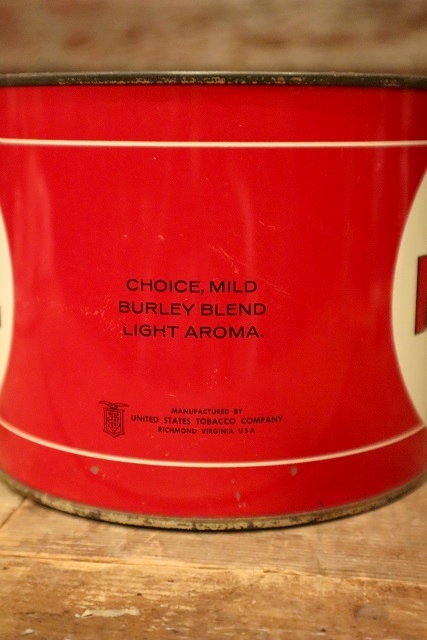 CHOICE, MILD
BURLEY BLEND
LIGHT AROMA.
MANUFACTURED BY
UNITED STATES TOBACCO COMPANY
RICHMOND VIRGINIA U S A